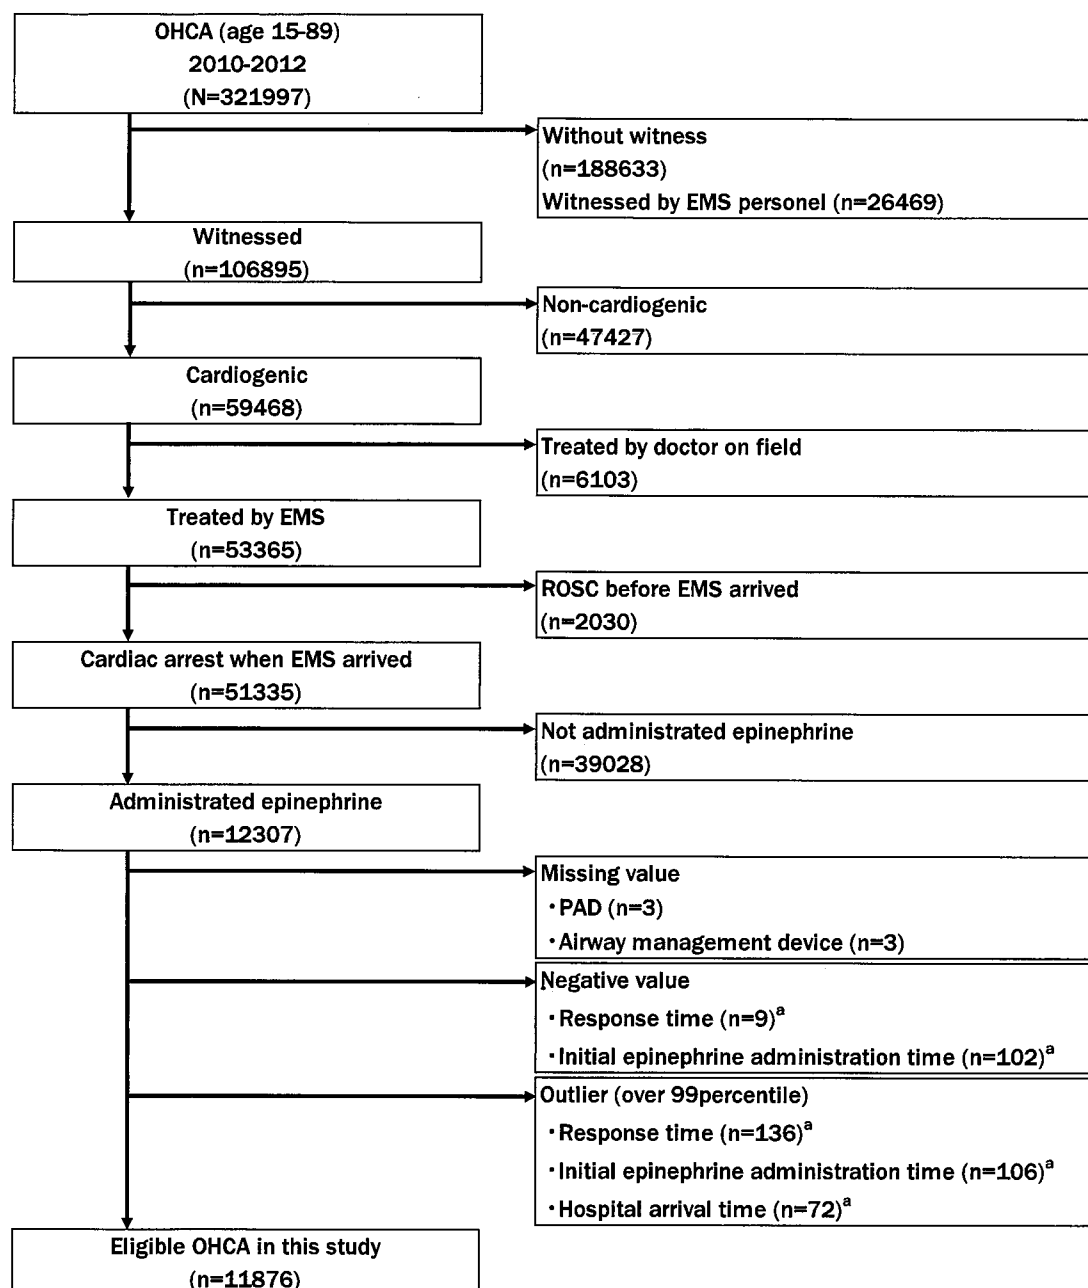 OHCA (age 15-89)
2010-2012
(N=321997)
Without witness
(n=188633)
Witnessed by EMS personel (n=26469)
Witnessed
(n=106895)
Non-cardiogenic
(n=47427)
Cardiogenic
(n=59468)
Treated by doctor on field
(n=6103)
Treated by EMS
(n=53365)
ROSC before EMS arrived
(n=2030)
Cardiac arrest when EMS arrived
(n=51335)
Not administrated epinephrine
(n=39028)
Administrated epinephrine
(n=12307)
Missing value
・PAD (n=3)
・Airway management device (n=3)
Negative value
・Response time (n=9)ᵃ
・Initial epinephrine administration time (n=102)ᵃ
Outlier (over 99percentile)
・Response time (n=136)ᵃ
・Initial epinephrine administration time (n=106)ᵃ
・Hospital arrival time (n=72)ᵃ
Eligible OHCA in this study
(n=11876)